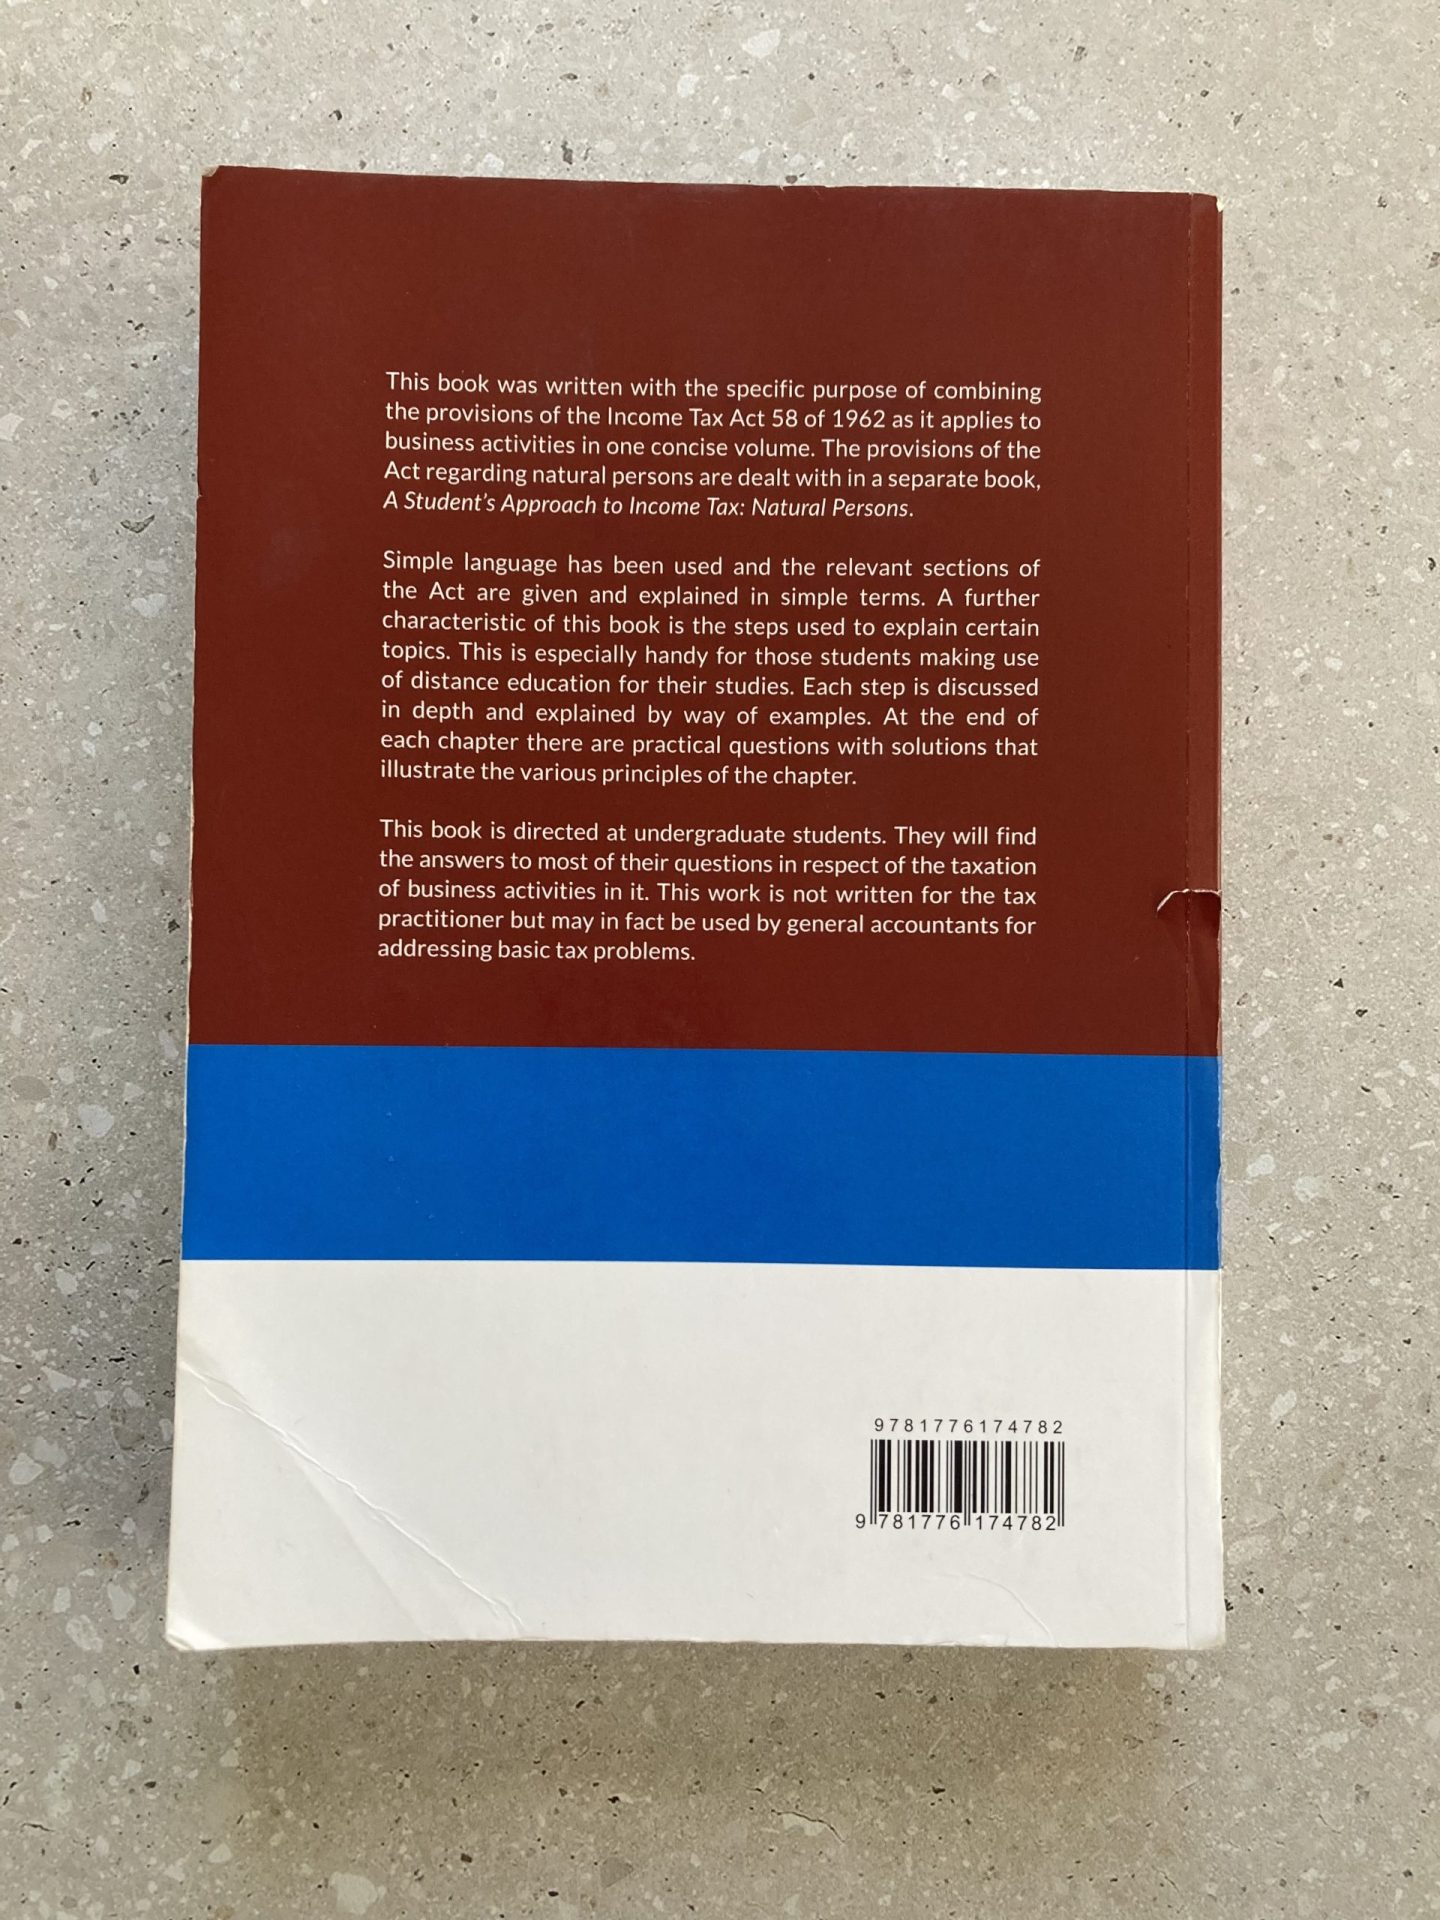 This book was written with the specific purpose of combining
the provisions of the Income Tax Act 58 of 1962 as it applies to
business activities in one concise volume. The provisions of the
Act regarding natural persons are dealt with in a separate book,
A Student's Approach to Income Tax: Natural Persons.
Simple language has been used and the relevant sections of
the Act are given and explained in simple terms. A further
characteristic of this book is the steps used to explain certain
topics. This is especially handy for those students making use
of distance education for their studies. Each step is discussed
in depth and explained by way of examples. At the end of
each chapter there are practical questions with solutions that
illustrate the various principles of the chapter.
This book is directed at undergraduate students. They will find
the answers to most of their questions in respect of the taxation
of business activities in it. This work is not written for the tax
practitioner but may in fact be used by general accountants for
addressing basic tax problems.
9781776174782
9 781776 174782